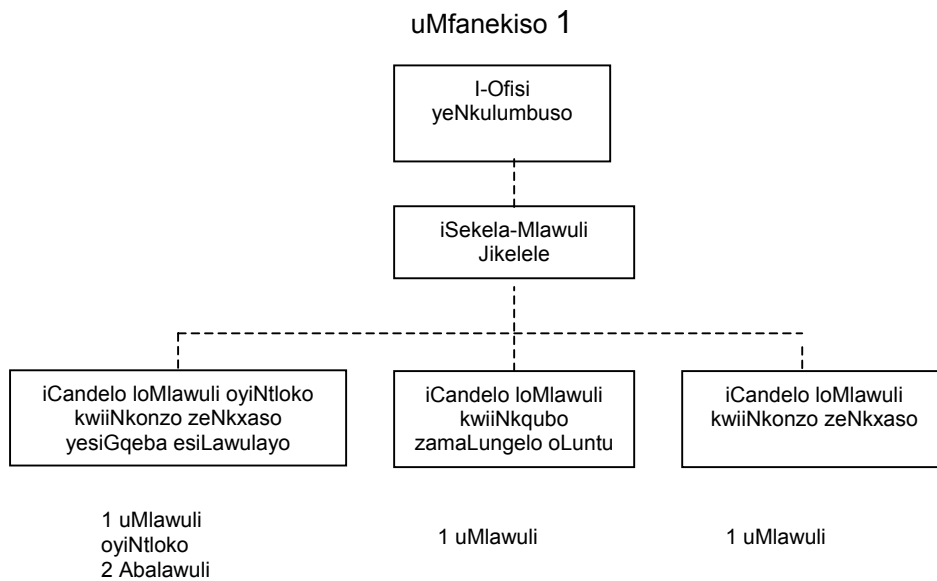 uMfanekiso 1
I-Ofisi
yeNkulumbuso
iSekela-Mlawuli
Jikelele
iCandelo loMlawuli oyiNtloko
kwiiNkonzo zeNkxaso
yesiGqeba esiLawulayo
iCandelo loMlawuli
kwiiNkqubo
zamaLungelo oLuntu
iCandelo loMlawuli
kwiiNkonzo zeNkxaso
1 uMlawuli
oyiNtloko
2 Abalawuli
1 uMlawuli
1 uMlawuli